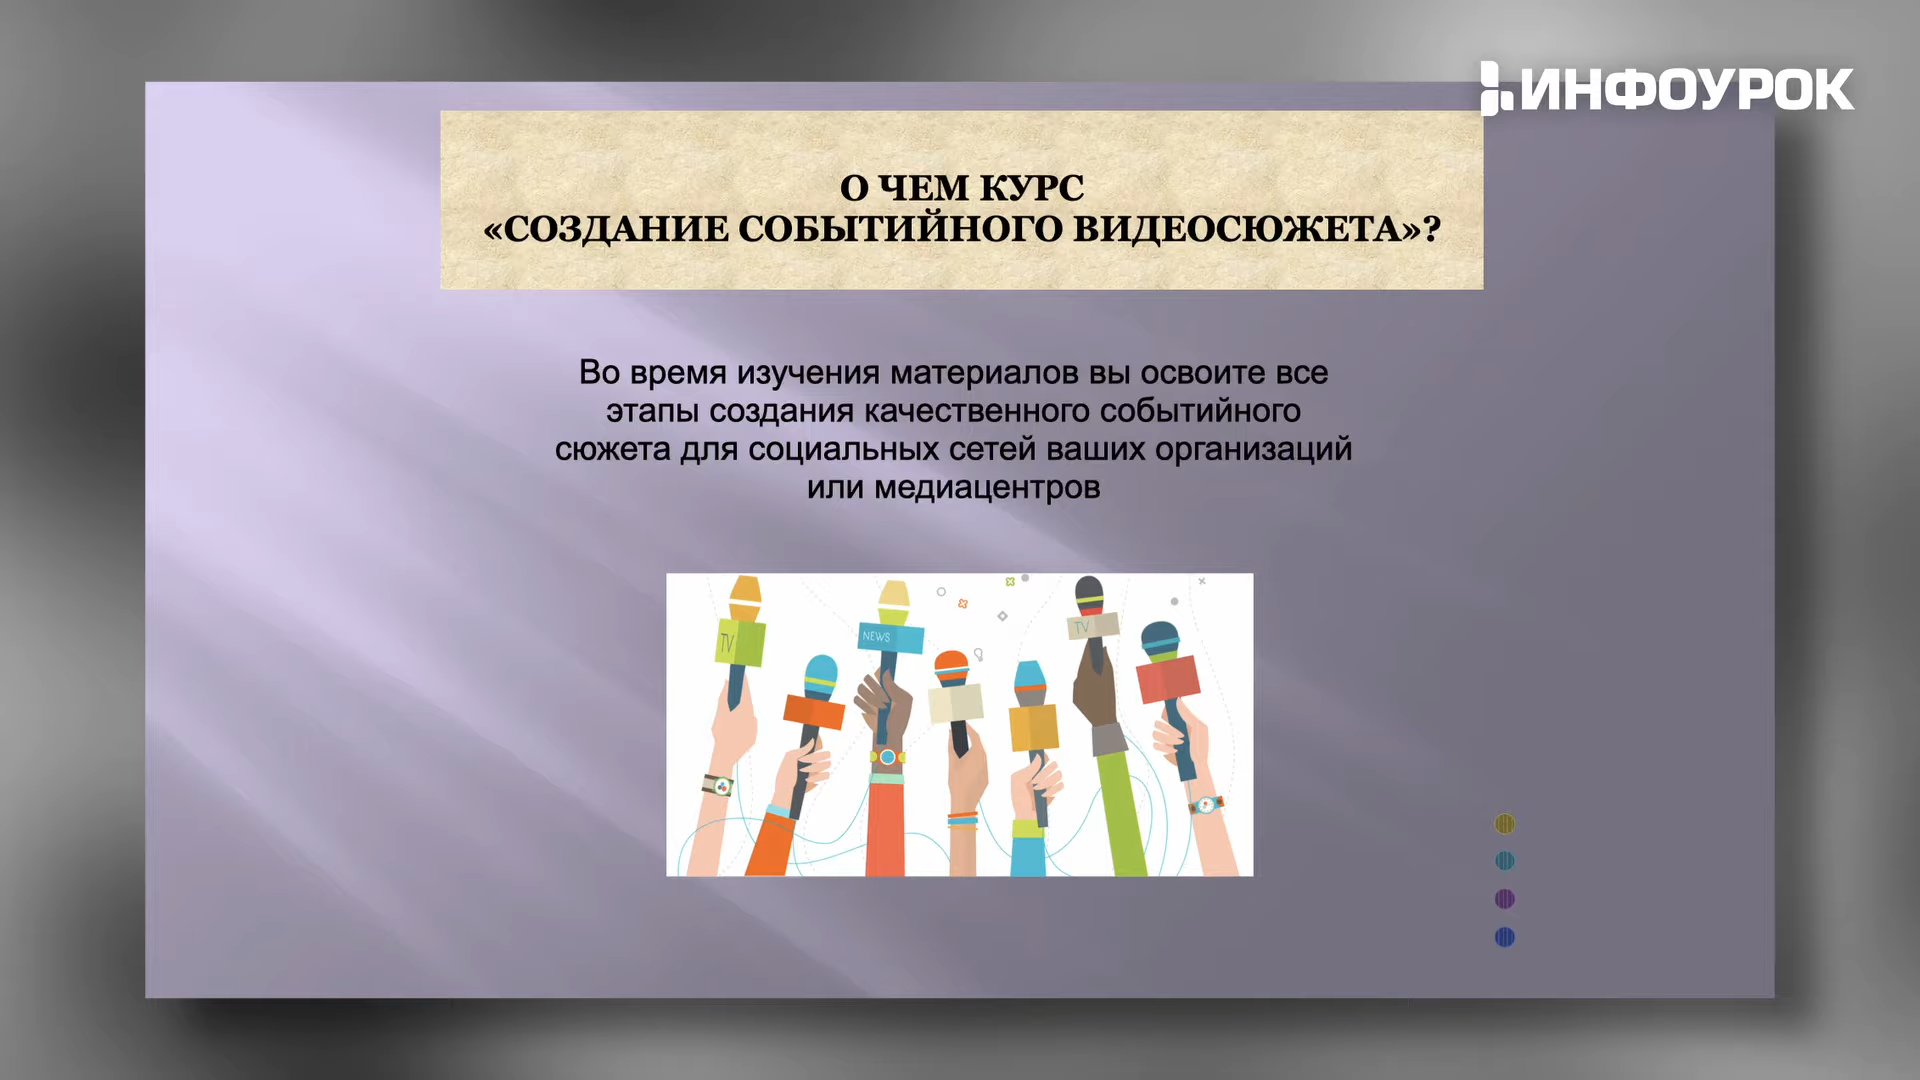 ИНФОУРОК
О ЧЕМ КУРС
«СОЗДАНИЕ СОБЫТИЙНОГО ВИДЕОСЮЖЕТА»?
Во время изучения материалов вы освоите все
этапы создания качественного событийного
сюжета для социальных сетей ваших организаций
или медиацентров
TV
NEWS
TV